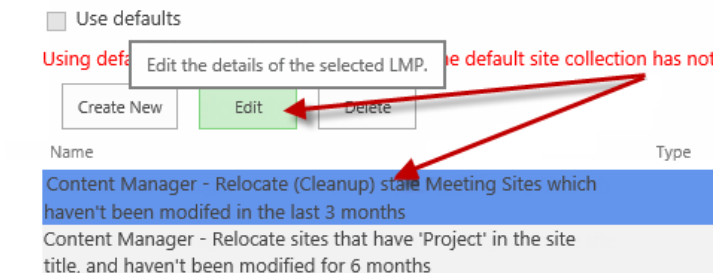 Use defaults
Using defa
Edit the details of the selected LMP.
e default site collection has not
Create New Edit Delete
Name Type
Content Manager - Relocate (Cleanup) stale Meeting Sites which
haven't been modifed in the last 3 months
Content Manager - Relocate sites that have 'Project' in the site
title, and haven't been modified for 6 months